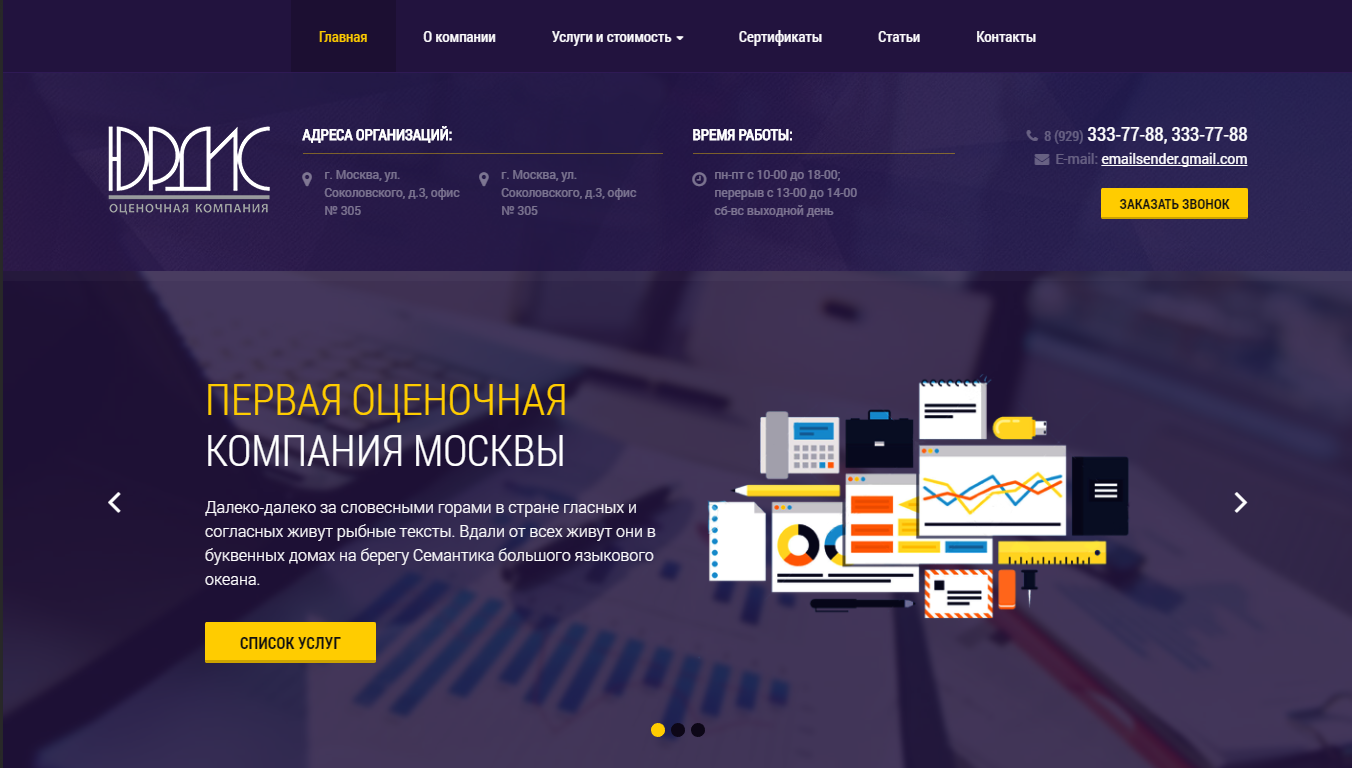 Главная
О компании
Услуги и стоимость
Сертификаты
Статьи
Контакты
ЮРДИС
ОЦЕНОЧНАЯ КОМПАНИЯ
АДРЕСА ОРГАНИЗАЦИЙ:
г. Москва, ул.
Соколовского, д.3, офис
№ 305
г. Москва, ул.
Соколовского, д.3, офис
№ 305
ВРЕМЯ РАБОТЫ:
пн-пт с 10-00 до 18-00;
перерыв с 13-00 до 14-00
сб-вс выходной день
8 (929) 333-77-88, 333-77-88
E-mail: emailsender.gmail.com
ЗАКАЗАТЬ ЗВОНОК
ПЕРВАЯ ОЦЕНОЧНАЯ
КОМПАНИЯ МОСКВЫ
Далеко-далеко за словесными горами в стране гласных и
согласных живут рыбные тексты. Вдали от всех живут они в
буквенных домах на берегу Семантика большого языкового
океана.
СПИСОК УСЛУГ